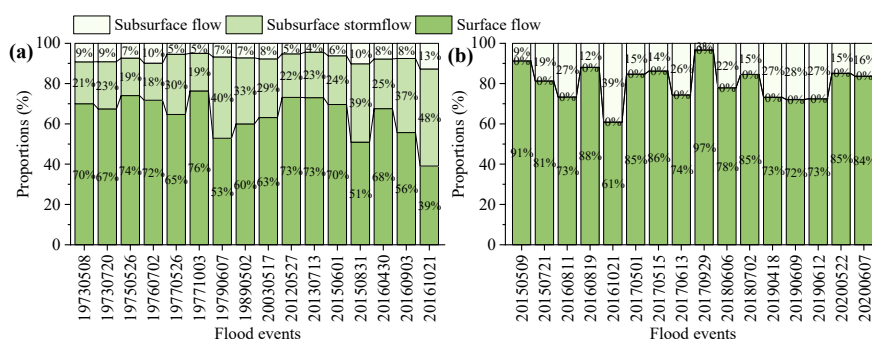 Subsurface flow Subsurface stormflow Surface flow
(a)
Proportions (%)
100
80
60
40
20
0
9% 9% 7% 10% 5% 5% 7% 7% 8% 5% 4% 6% 10% 8% 8% 13%
21% 23% 19% 18% 30% 19% 40% 33% 29% 22% 23% 24% 39% 25% 37% 48%
70% 67% 74% 72% 65% 76% 53% 60% 63% 73% 73% 70% 51% 68% 56% 39%
19730508 19730720 19750526 19760702 19770526 19771003 19790607 19890502 20030517 20120527 20130713 20150601 20150831 20160430 20160903 20161021
Flood events
(b)
Proportions (%)
100
80
60
40
20
0
9% 19% 27% 12% 39% 15% 14% 26% 3% 22% 15% 27% 28% 27% 15% 16%
0% 0% 0% 0% 0% 0% 0% 0% 0% 0% 0% 0% 0% 0% 0% 0%
91% 81% 73% 88% 61% 85% 86% 74% 97% 78% 85% 73% 72% 73% 85% 84%
20150509 20150721 20160811 20160819 20161021 20170501 20170515 20170613 20170929 20180606 20180702 20190418 20190609 20190612 20200522 20200607
Flood events